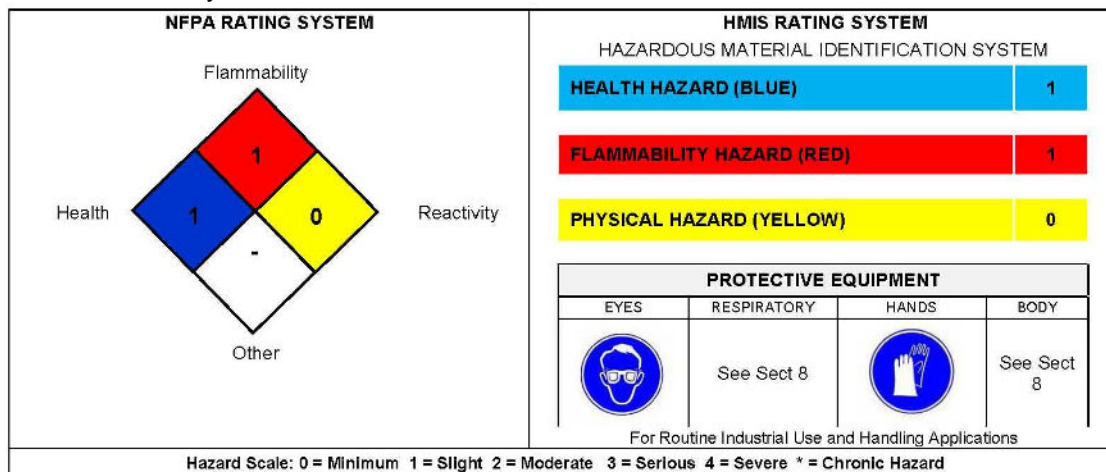 NFPA RATING SYSTEM
Flammability
1
Health
1
0
Reactivity
-
Other
HMIS RATING SYSTEM
HAZARDOUS MATERIAL IDENTIFICATION SYSTEM
HEALTH HAZARD (BLUE) 1
FLAMMABILITY HAZARD (RED) 1
PHYSICAL HAZARD (YELLOW) 0
PROTECTIVE EQUIPMENT
EYES RESPIRATORY HANDS BODY
See Sect 8
See Sect
8
For Routine Industrial Use and Handling Applications
Hazard Scale: 0 = Minimum 1 = Slight 2 = Moderate 3 = Serious 4 = Severe * = Chronic Hazard